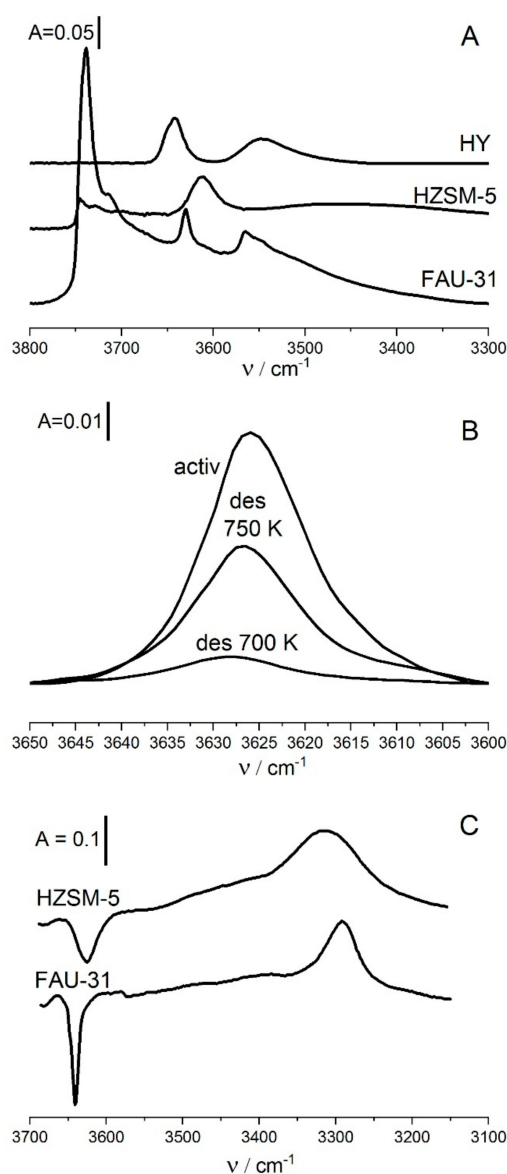 A=0.05
A
HY
HZSM-5
FAU-31
3800 3700 3600 3500 3400 3300
ν / cm-1
A=0.01
B
activ
des
750 K
des 700 K
3650 3645 3640 3635 3630 3625 3620 3615 3610 3605 3600
ν / cm-1
A = 0.1
C
HZSM-5
FAU-31
3700 3600 3500 3400 3300 3200 3100
ν / cm-1